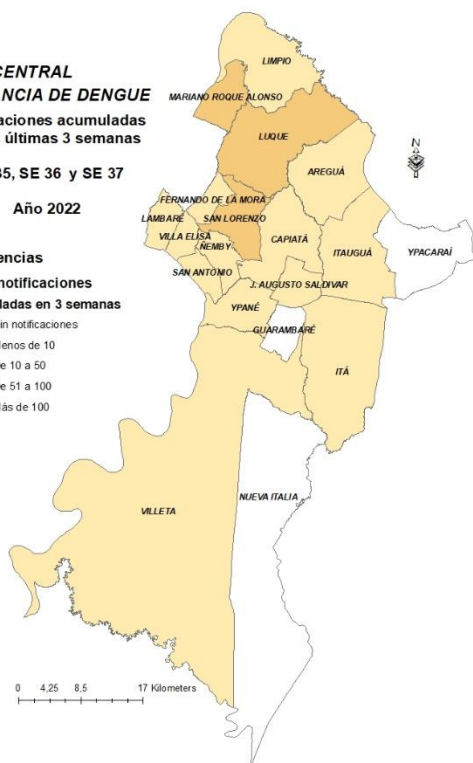 CENTRAL
ANCIA DE DENGUE
aciones acumuladas
últimas 3 semanas
35, SE 36 y SE 37
Año 2022
encias
notificaciones
ladas en 3 semanas
in notificaciones
enos de 10
e 10 a 50
e 51 a 100
ás de 100
LIMPIO
MARIANO ROQUE ALONSO
LUQUE
N
AREGUÁ
FERNANDO DE LA MORA
LAMBARÉ
SAN LORENZO
VILLA ELISA
ÑEMBY
CAPIATÁ
ITAUGUÁ
YPACARAÍ
SAN ANTONIO
J. AUGUSTO SALDIVAR
YPANÉ
GUARAMBARÉ
ITÁ
VILLETA
NUEVA ITALIA
0 4,25 8,5 17 Kilometers